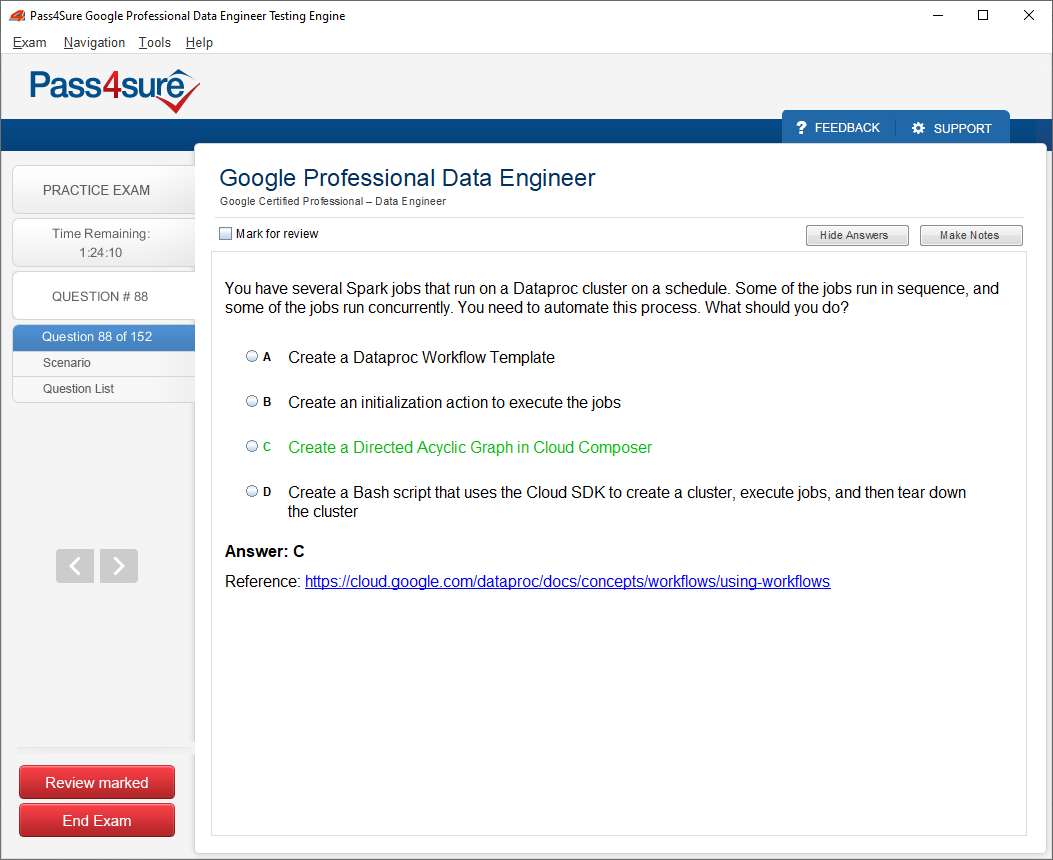 Pass4Sure Google Professional Data Engineer Testing Engine
Exam Navigation Tools Help
Pass4sure
? FEEDBACK SUPPORT
PRACTICE EXAM
Time Remaining:
1:24:10
QUESTION # 88
Question 88 of 152
Scenario
Question List
Google Professional Data Engineer
Google Certified Professional – Data Engineer
Mark for review
Hide Answers Make Notes
You have several Spark jobs that run on a Dataproc cluster on a schedule. Some of the jobs run in sequence, and
some of the jobs run concurrently. You need to automate this process. What should you do?
A Create a Dataproc Workflow Template
B Create an initialization action to execute the jobs
C Create a Directed Acyclic Graph in Cloud Composer
D Create a Bash script that uses the Cloud SDK to create a cluster, execute jobs, and then tear down
the cluster
Answer: C
Reference: https://cloud.google.com/dataproc/docs/concepts/workflows/using-workflows
Review marked
End Exam